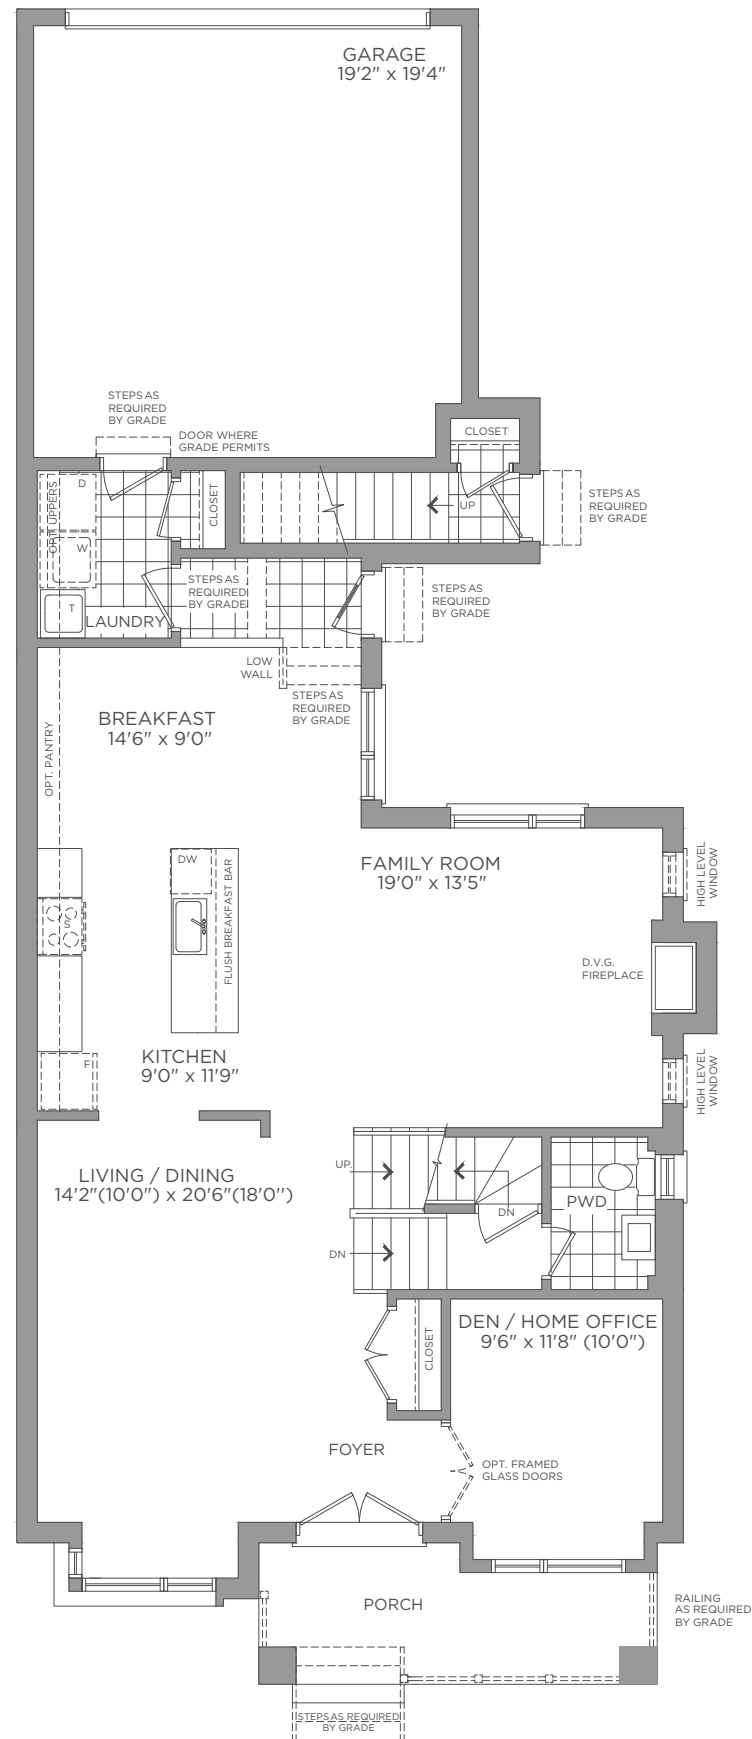 GARAGE
19'2" x 19'4"
STEPS AS
REQUIRED
BY GRADE
DOOR WHERE
GRADE PERMITS
CLOSET
D
OPT. UPPERS
W
T
LAUNDRY
CLOSET
UP
STEPS AS
REQUIRED
BY GRADE
STEPS AS
REQUIRED
BY GRADE
STEPS AS
REQUIRED
BY GRADE
LOW
WALL
STEPS AS
REQUIRED
BY GRADE
BREAKFAST
14'6" x 9'0"
OPT. PANTRY
FAMILY ROOM
19'0" x 13'5"
HIGH LEVEL
WINDOW
DW
S
FLUSH BREAKFAST BAR
D.V.G.
FIREPLACE
KITCHEN
9'0" x 11'9"
F
HIGH LEVEL
WINDOW
LIVING / DINING
14'2"(10'0") x 20'6"(18'0")
UP
DN
PWD
DN
DEN / HOME OFFICE
9'6" x 11'8" (10'0")
CLOSET
FOYER
OPT. FRAMED
GLASS DOORS
PORCH
RAILING
AS REQUIRED
BY GRADE
STEPS AS REQUIRED
BY GRADE